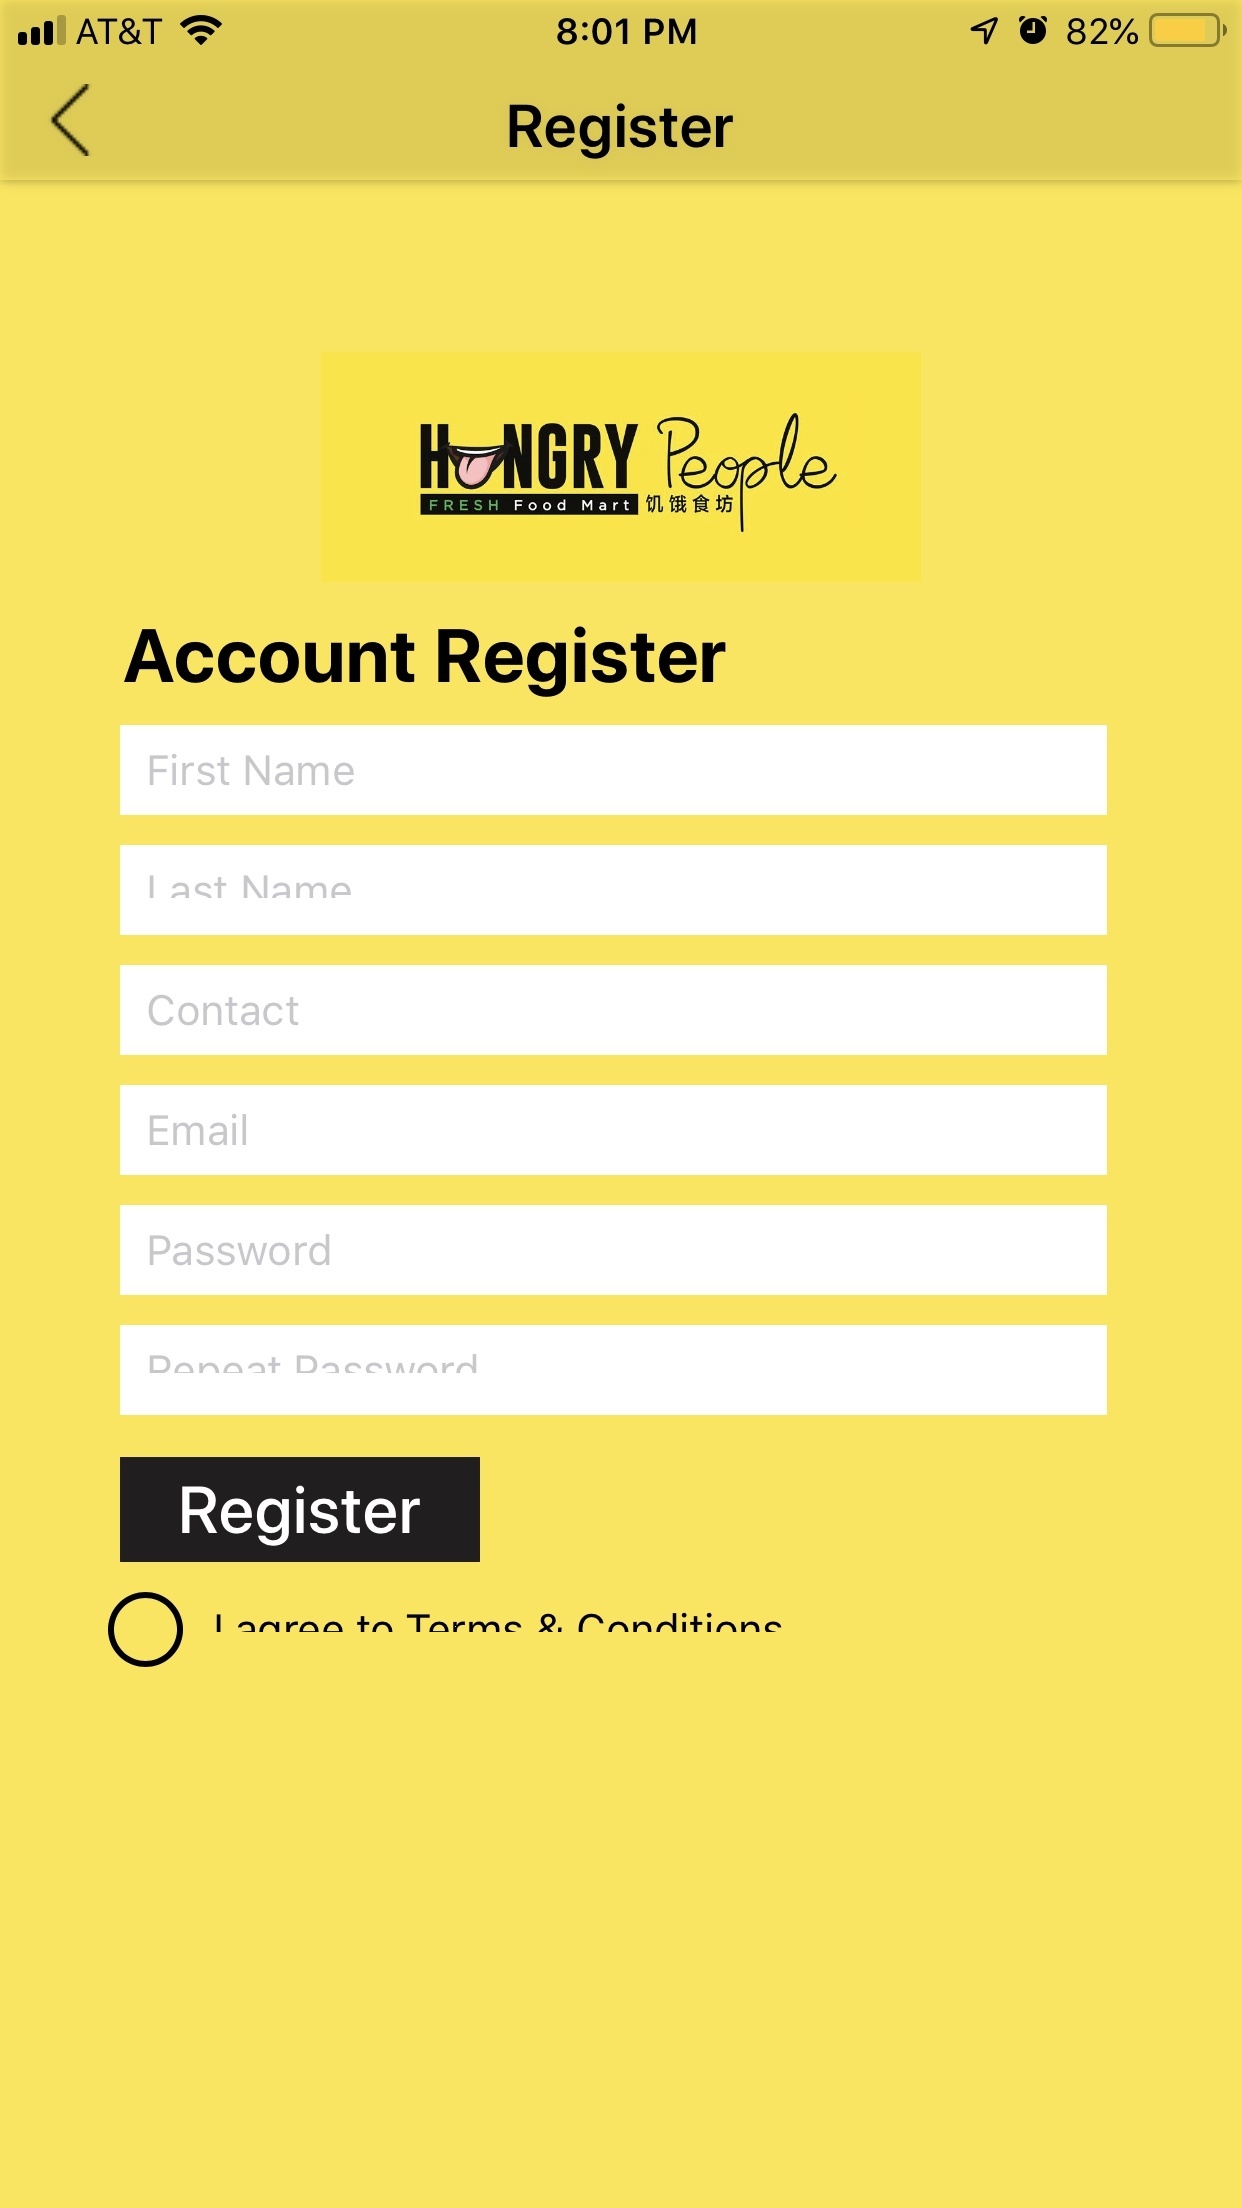 AT&T 8:01 PM 82%
Register
HUNGRY People
FRESH Food Mart 饥饿食坊
Account Register
First Name
Last Name
Contact
Email
Password
Repeat Password
Register
I agree to Terms & Conditions